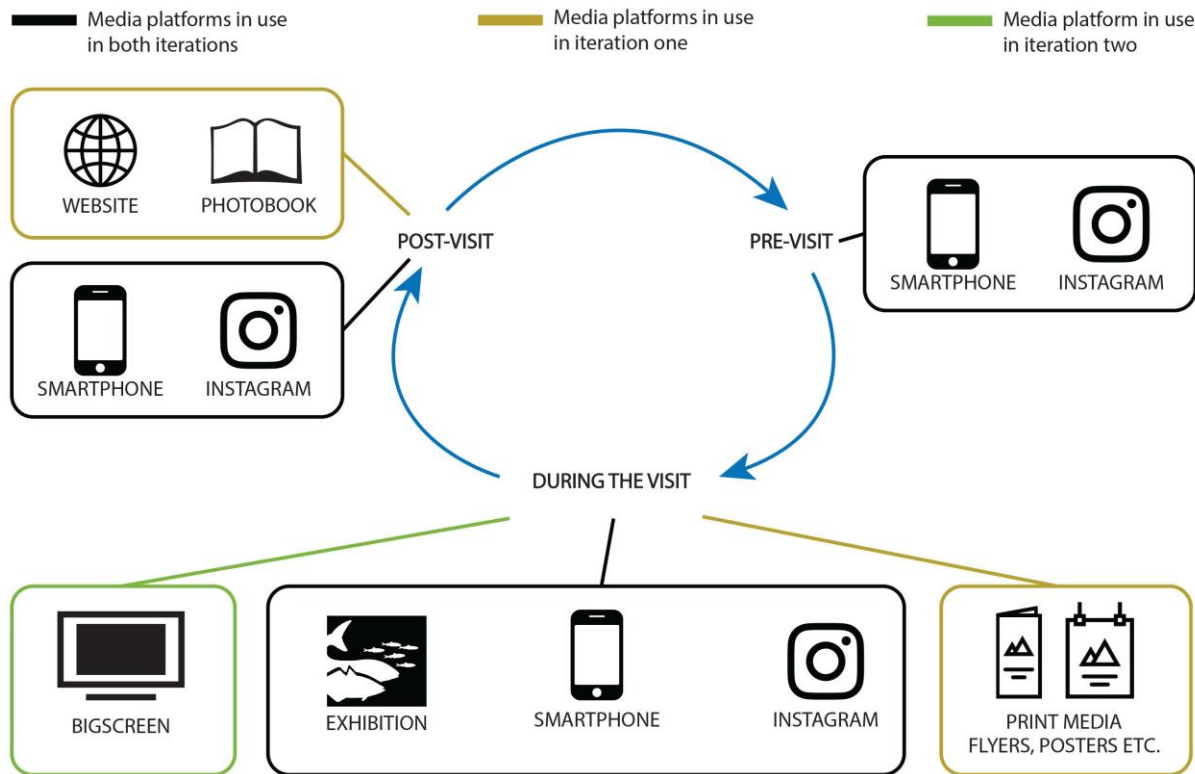 Media platforms in use
in both iterations
Media platforms in use
in iteration one
Media platform in use
in iteration two
WEBSITE
PHOTOBOOK
POST-VISIT
PRE-VISIT
SMARTPHONE
INSTAGRAM
SMARTPHONE
INSTAGRAM
DURING THE VISIT
BIGSCREEN
EXHIBITION
SMARTPHONE
INSTAGRAM
PRINT MEDIA
FLYERS, POSTERS ETC.